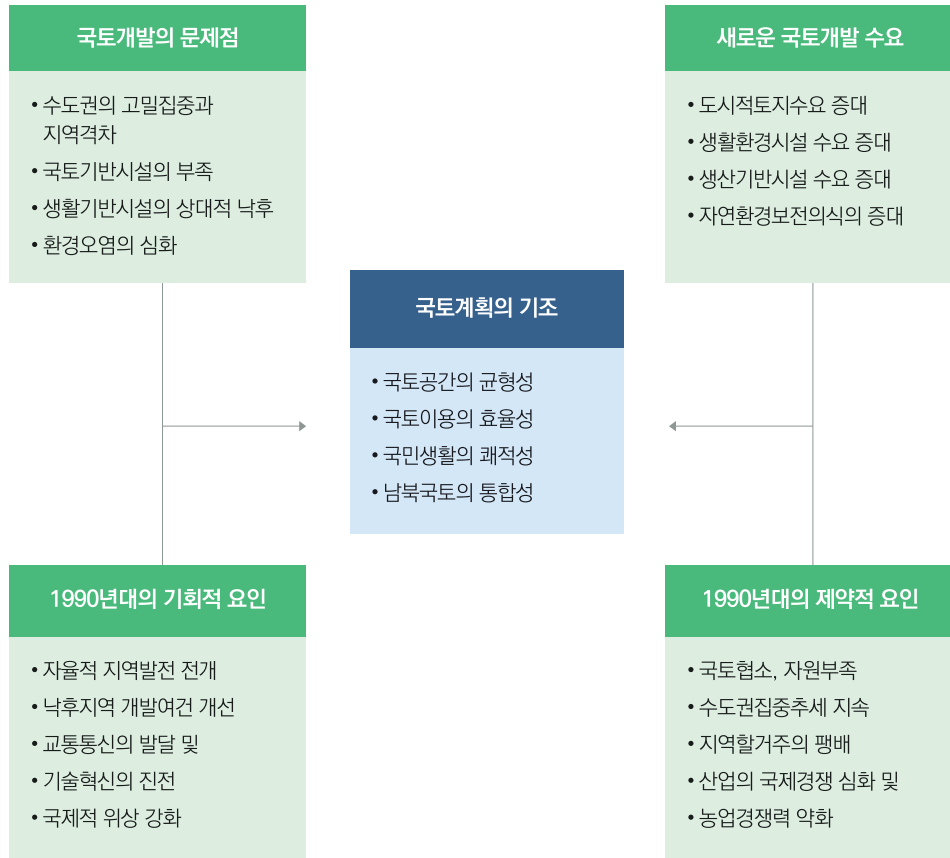 국토개발의 문제점
• 수도권의 고밀집중과
지역격차
• 국토기반시설의 부족
• 생활기반시설의 상대적 낙후
• 환경오염의 심화
새로운 국토개발 수요
• 도시적토지수요 증대
• 생활환경시설 수요 증대
• 생산기반시설 수요 증대
• 자연환경보전의식의 증대
국토계획의 기조
• 국토공간의 균형성
• 국토이용의 효율성
• 국민생활의 쾌적성
• 남북국토의 통합성
1990년대의 기회적 요인
• 자율적 지역발전 전개
• 낙후지역 개발여건 개선
• 교통통신의 발달 및
• 기술혁신의 진전
• 국제적 위상 강화
1990년대의 제약적 요인
• 국토협소, 자원부족
• 수도권집중추세 지속
• 지역할거주의 팽배
• 산업의 국제경쟁 심화 및
• 농업경쟁력 약화